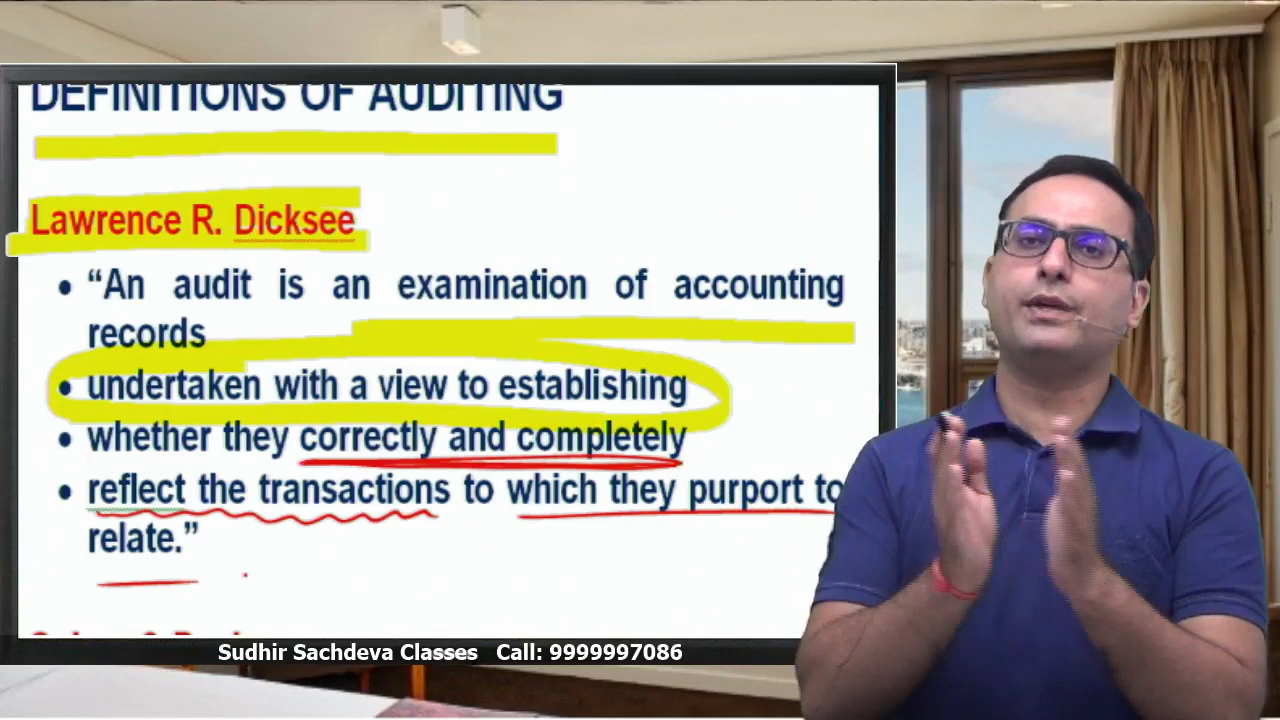 DEFINITIONS OF AUDITING
Lawrence R. Dicksee
• “An audit is an examination of accounting
records
• undertaken with a view to establishing
• whether they correctly and completely
• reflect the transactions to which they purport to
relate.”
Sudhir Sachdeva Classes Call: 9999997086